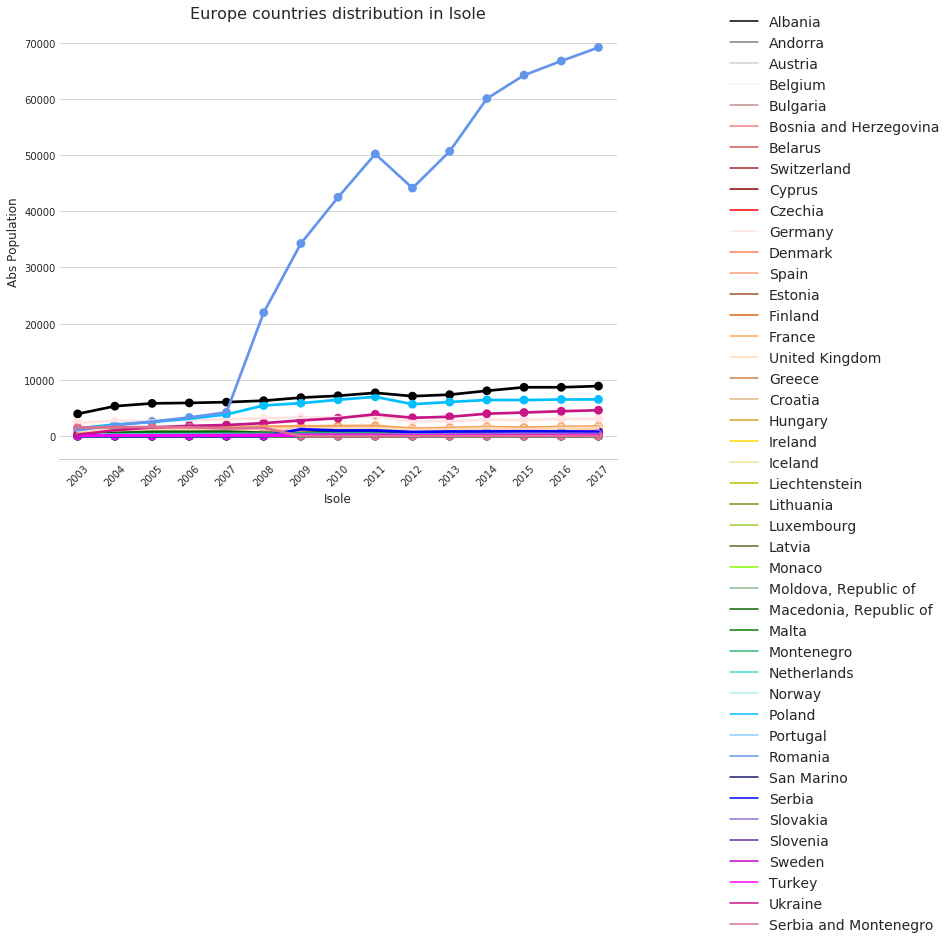 Europe countries distribution in Isole
70000
60000
50000
40000
30000
20000
10000
0
Abs Population
2003
2004
2005
2006
2007
2008
2009
2010
2011
2012
2013
2014
2015
2016
2017
Isole
Albania
Andorra
Austria
Belgium
Bulgaria
Bosnia and Herzegovina
Belarus
Switzerland
Cyprus
Czechia
Germany
Denmark
Spain
Estonia
Finland
France
United Kingdom
Greece
Croatia
Hungary
Ireland
Iceland
Liechtenstein
Lithuania
Luxembourg
Latvia
Monaco
Moldova, Republic of
Macedonia, Republic of
Malta
Montenegro
Netherlands
Norway
Poland
Portugal
Romania
San Marino
Serbia
Slovakia
Slovenia
Sweden
Turkey
Ukraine
Serbia and Montenegro